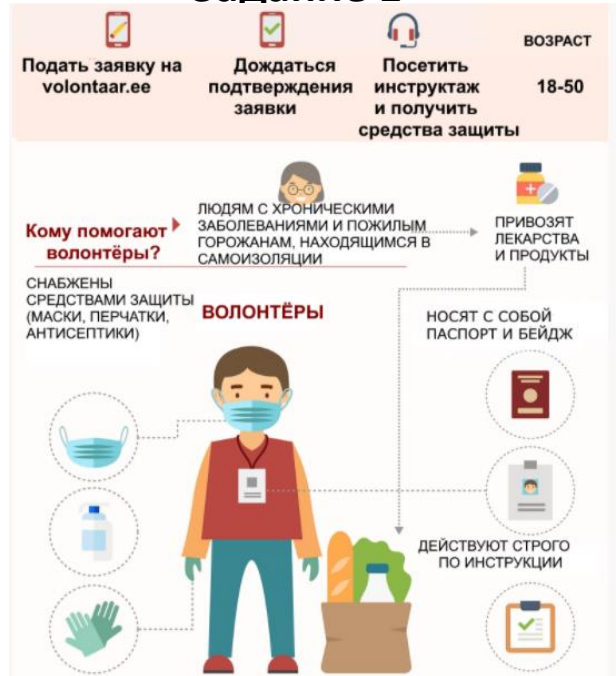 Подать заявку на
volontaar.ee
Дождаться
подтверждения
заявки
Посетить
инструктаж
и получить
средства защиты
ВОЗРАСТ
18-50
Кому помогают
волонтёры?
ЛЮДЯМ С ХРОНИЧЕСКИМИ
ЗАБОЛЕВАНИЯМИ И ПОЖИЛЫМ
ГОРОЖАНАМ, НАХОДЯЩИМСЯ В
САМОИЗОЛЯЦИИ
ПРИВОЗЯТ
ЛЕКАРСТВА
И ПРОДУКТЫ
СНАБЖЕНЫ
СРЕДСТВАМИ ЗАЩИТЫ
(МАСКИ, ПЕРЧАТКИ,
АНТИСЕПТИКИ)
ВОЛОНТЁРЫ
НОСЯТ С СОБОЙ
ПАСПОРТ И БЕЙДЖ
ДЕЙСТВУЮТ СТРОГО
ПО ИНСТРУКЦИИ